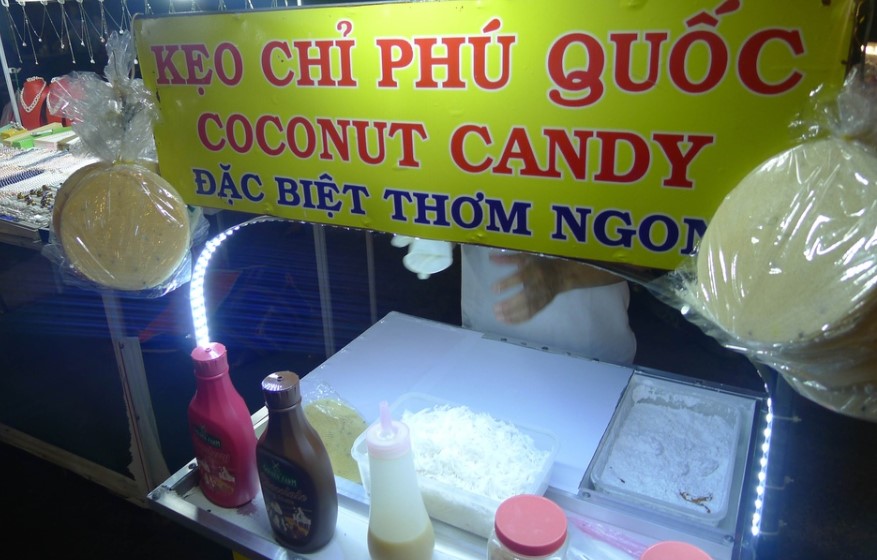 KẸO CHỈ PHÚ QUỐC
COCONUT CANDY
ĐẶC BIỆT THƠM NGON